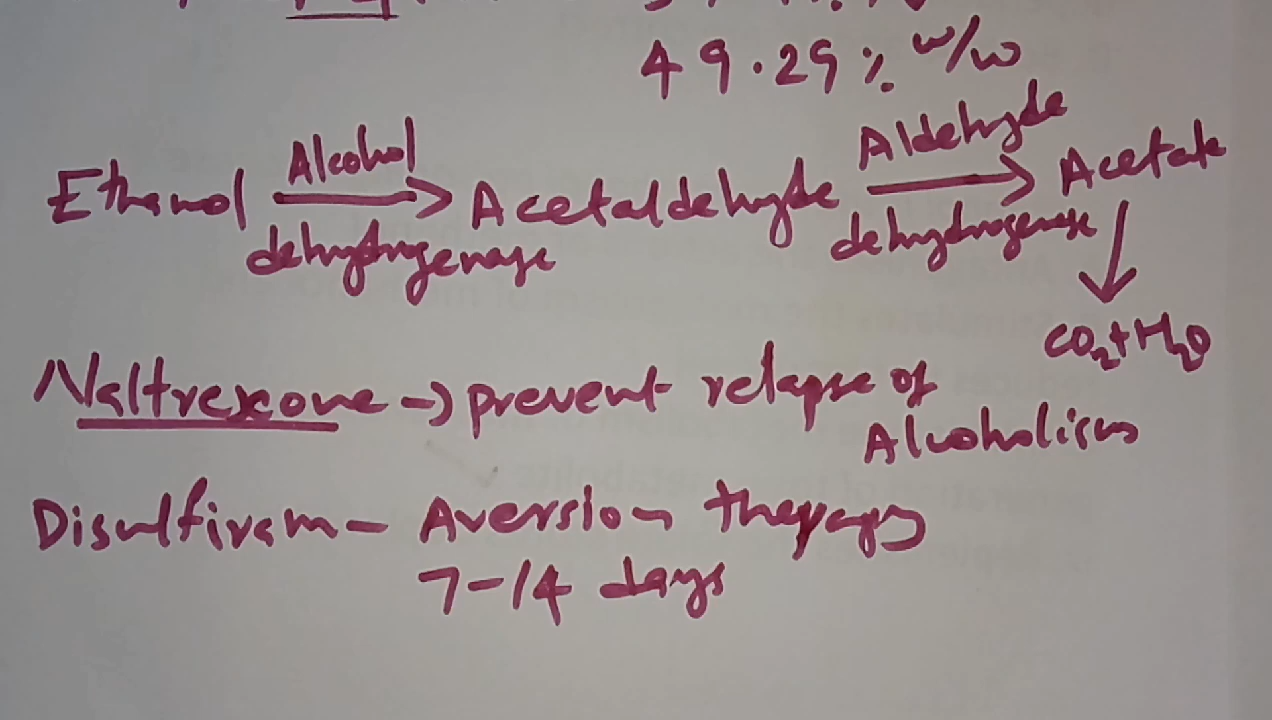 49.29% w/w
Ethanol Alcohol dehydrogenase → Acetaldehyde Aldehyde dehydrogenase → Acetate
↓
CO₂+H₂O
Naltrexone → prevent relapse of
Alcoholism
Disulfiram – Aversion therapy
7-14 days